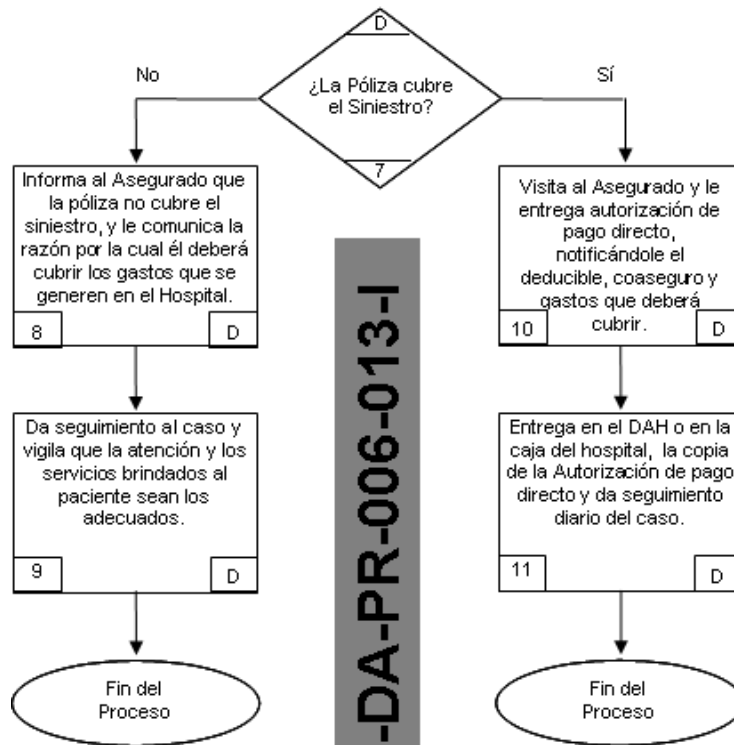 D
¿La Póliza cubre
el Siniestro?
7
No
Sí
Informa al Asegurado que
la póliza no cubre el
siniestro, y le comunica la
razón por la cual él deberá
cubrir los gastos que se
generen en el Hospital.
8
D
Visita al Asegurado y le
entrega autorización de
pago directo,
notificándole el
deducible, coaseguro y
gastos que deberá
cubrir.
10
D
Da seguimiento al caso y
vigila que la atención y los
servicios brindados al
paciente sean los
adecuados.
9
D
Entrega en el DAH o en la
caja del hospital, la copia
de la Autorización de pago
directo y da seguimiento
diario del caso.
11
D
Fin del
Proceso
Fin del
Proceso
-DA-PR-006-013-I